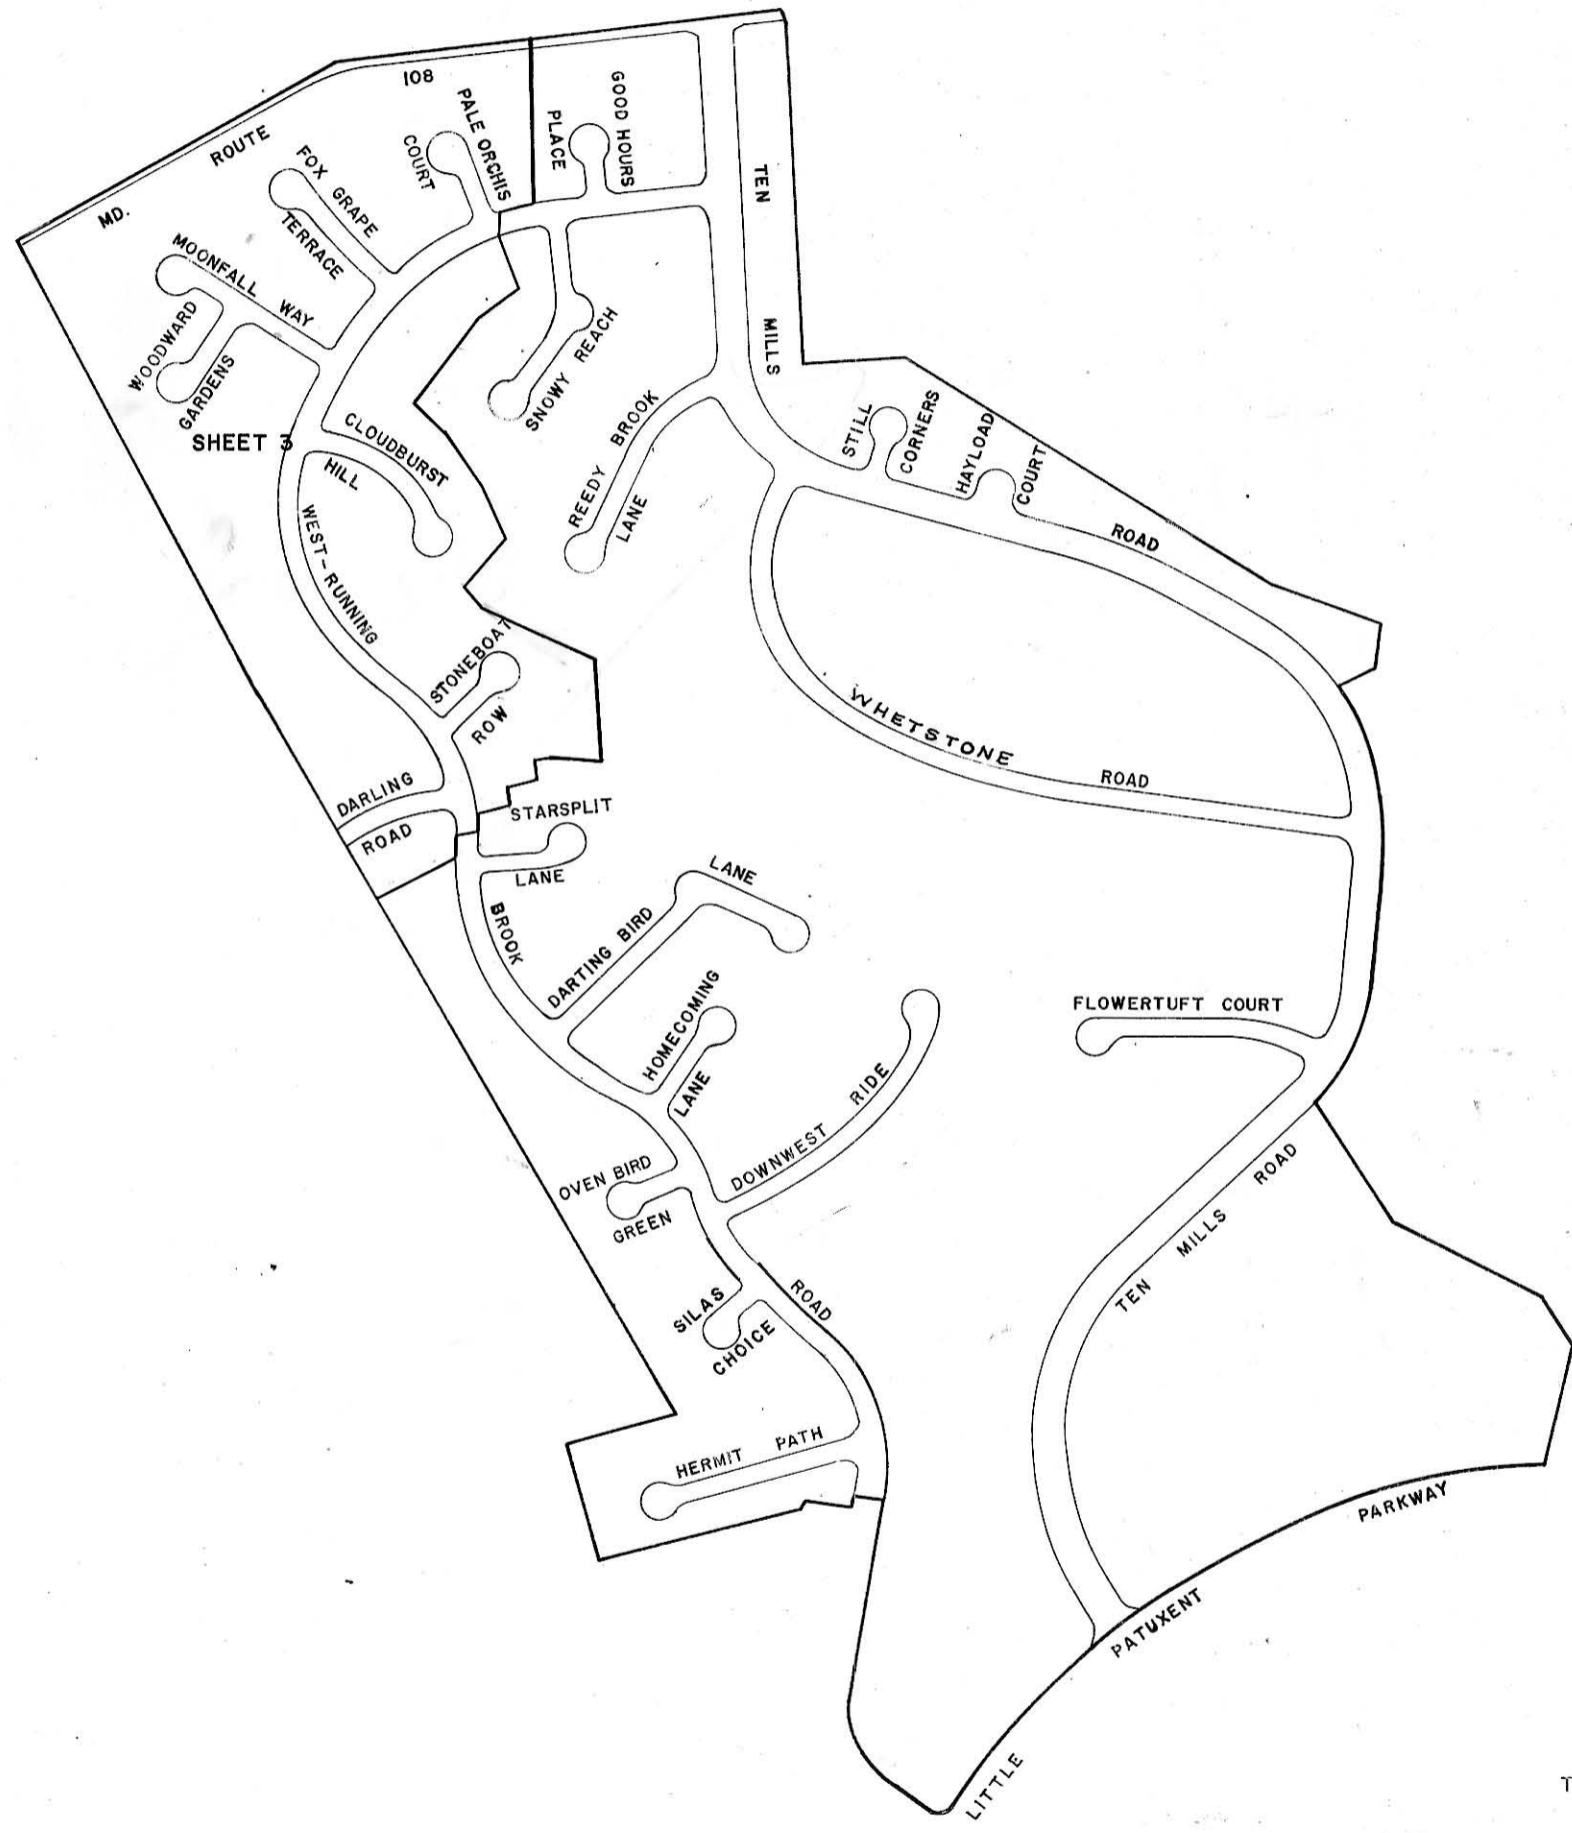 MD.
ROUTE
108
PALE ORCHIS
COURT
GOOD HOURS
PLACE
FOX GRAPE
TERRACE
MOONFALL WAY
WOODWARD
GARDENS
SHEET 3
TEN
MILLS
ROAD
SNOWY REACH
CLOUDBURST
HILL
REEDY BROOK
LANE
STILL
CORNERS
HAYLOAD
COURT
WEST-RUNNING
BROOK
ROAD
STONEBOAT
ROW
WHETSTONE ROAD
DARLING
ROAD
STARSPLIT
LANE
DARTING BIRD LANE
HOMECOMING
LANE
FLOWERTUFT COURT
DOWNWEST RIDE
OVEN BIRD
GREEN
SILAS
CHOICE
TEN MILLS ROAD
HERMIT PATH
LITTLE PATUXENT PARKWAY
T